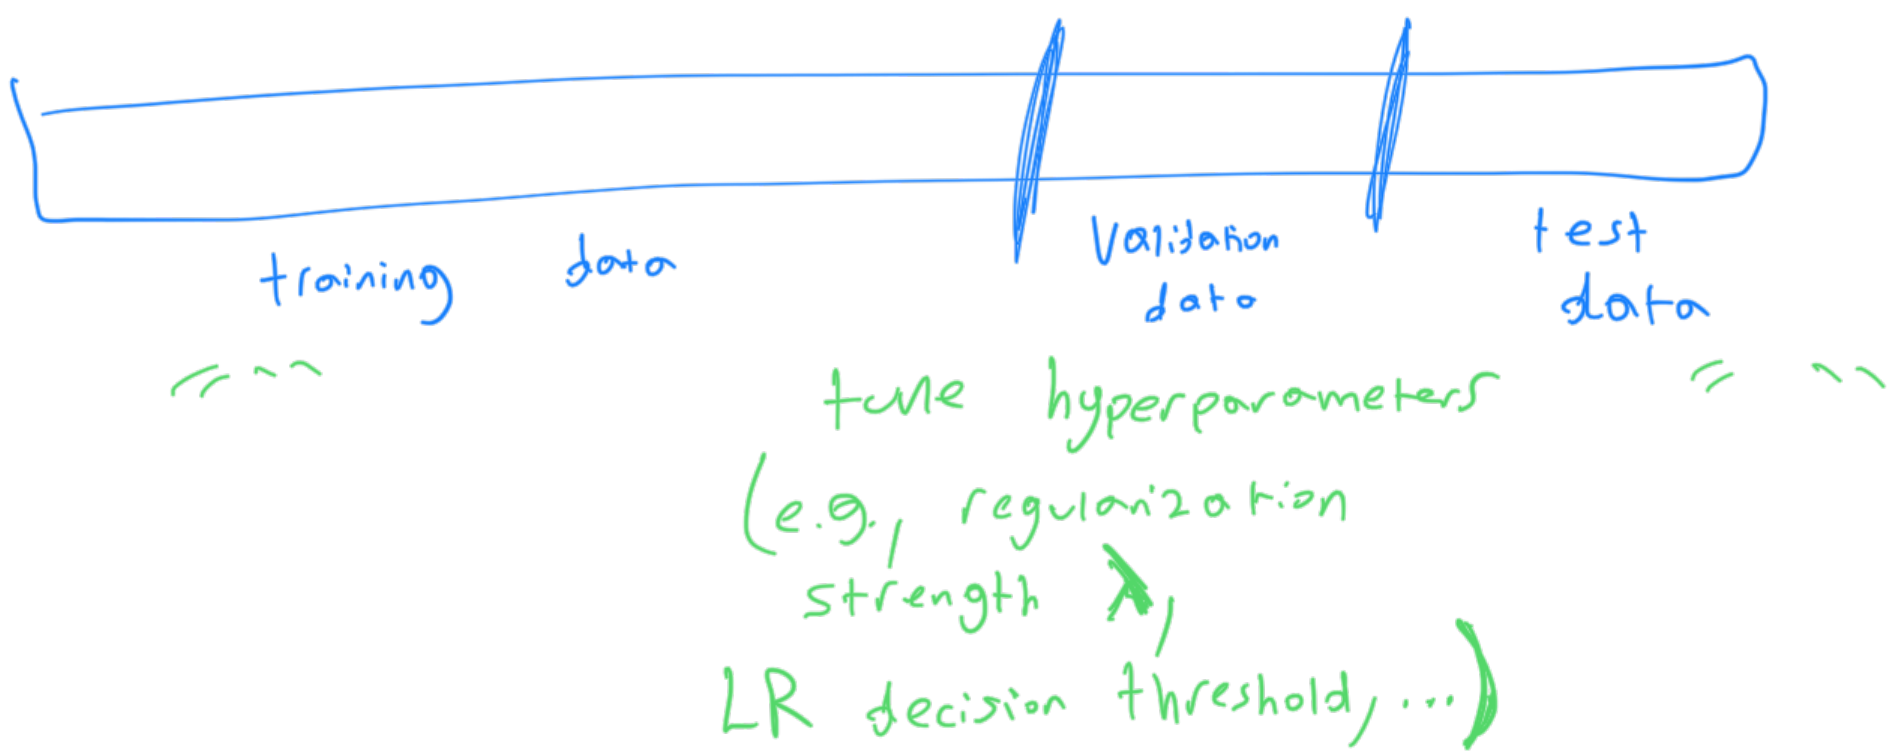 training data
Validation data
test data
" "
tune hyperparameters
" "
(e.g., regularization
strength λ,
LR decision threshold, ...)